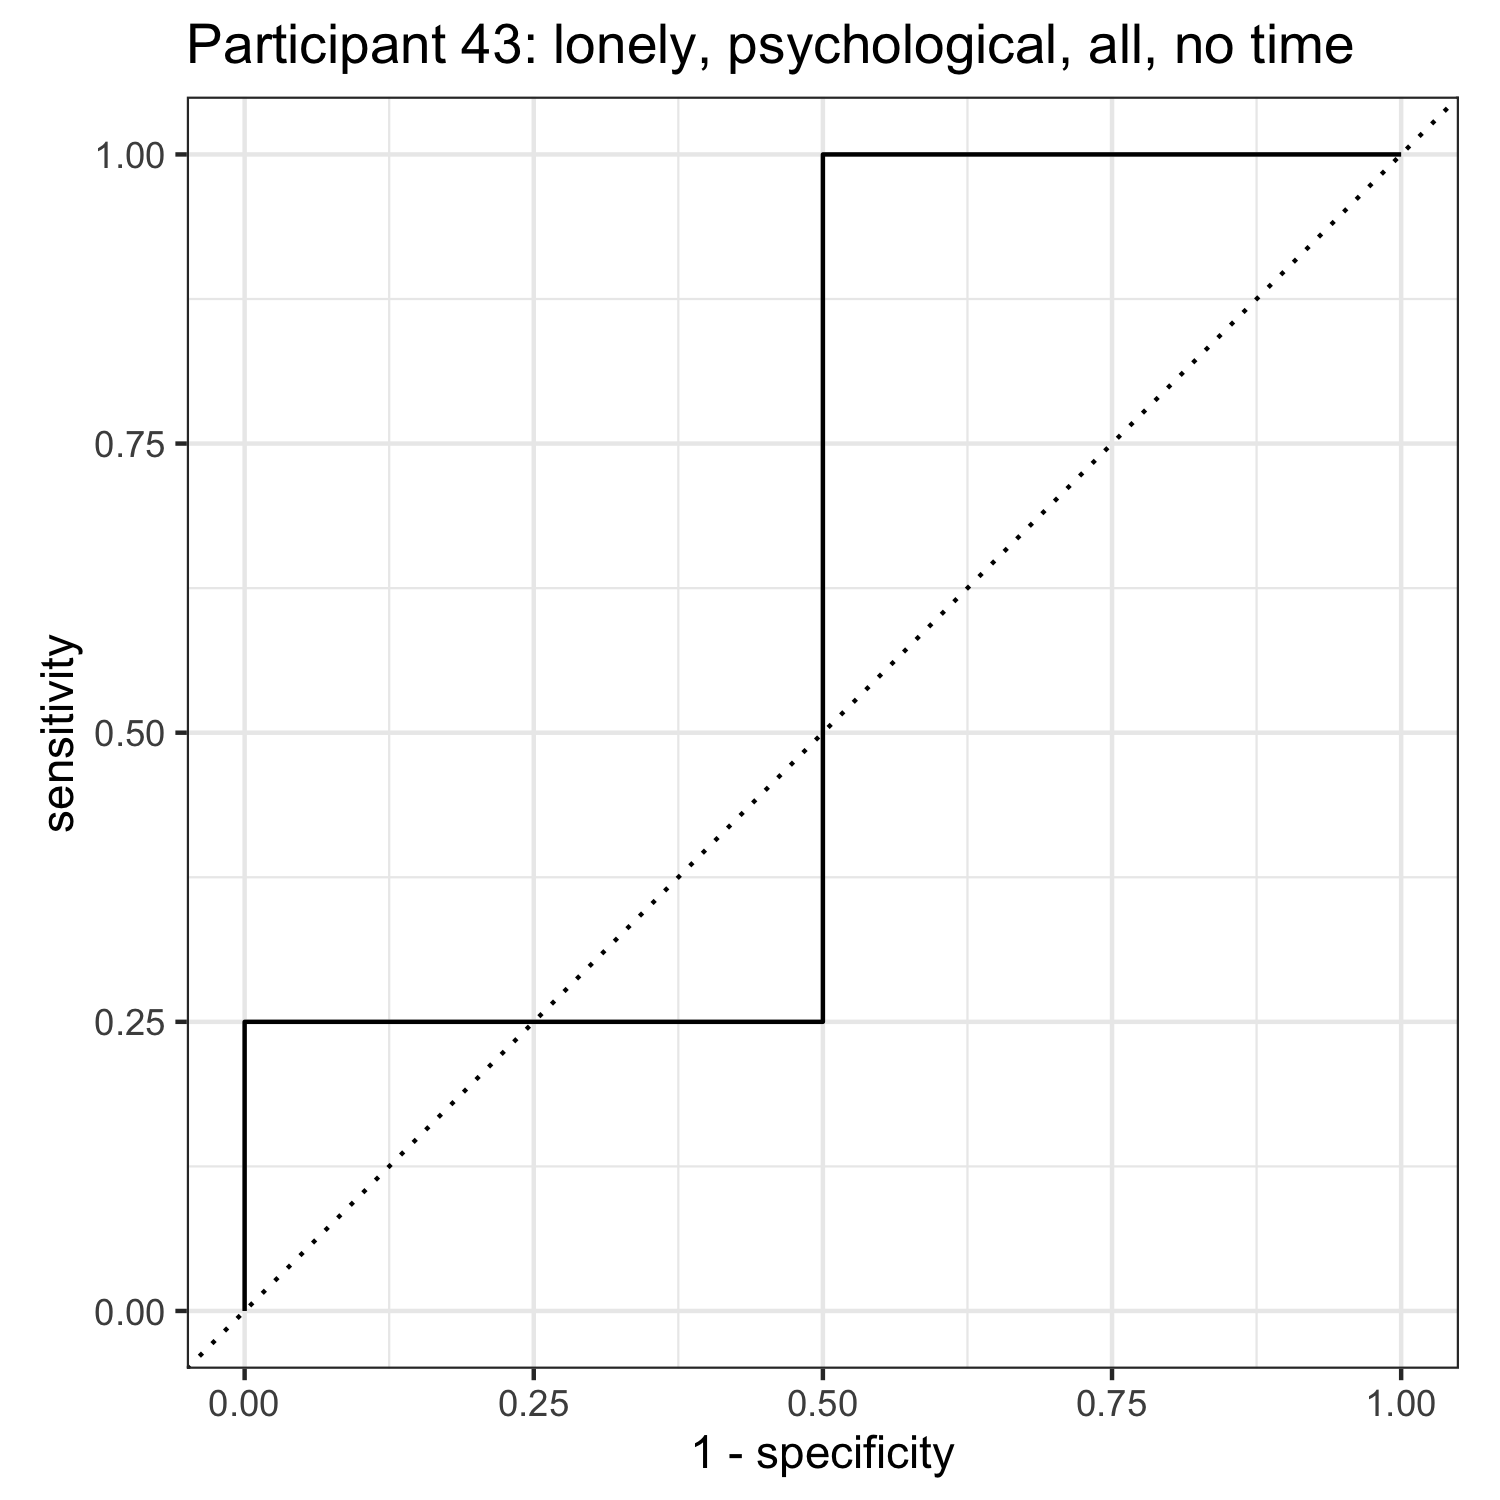 Participant 43: lonely, psychological, all, no time
1.00
0.75
0.50
0.25
0.00
sensitivity
0.00 0.25 0.50 0.75 1.00
1 - specificity